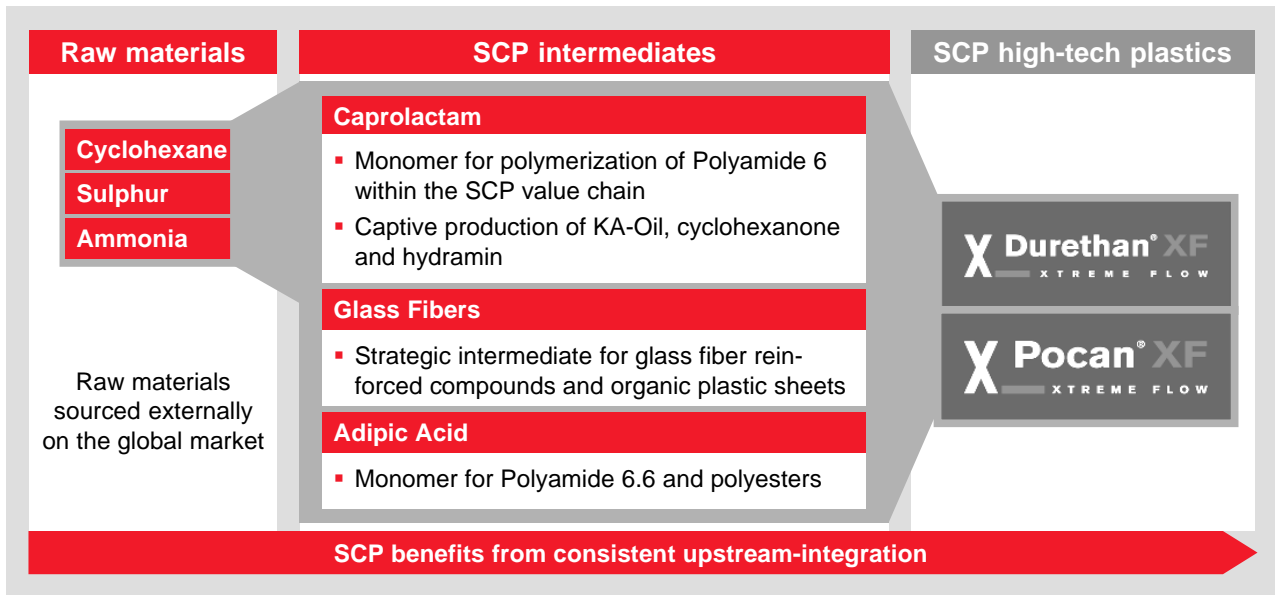 Raw materials
SCP intermediates
SCP high-tech plastics
Cyclohexane
Sulphur
Ammonia
Raw materials
sourced externally
on the global market
Caprolactam
▪ Monomer for polymerization of Polyamide 6
within the SCP value chain
▪ Captive production of KA-Oil, cyclohexanone
and hydramin
Glass Fibers
▪ Strategic intermediate for glass fiber rein-
forced compounds and organic plastic sheets
Adipic Acid
▪ Monomer for Polyamide 6.6 and polyesters
X Durethan® XF
XTREME FLOW
X Pocan® XF
XTREME FLOW
SCP benefits from consistent upstream-integration